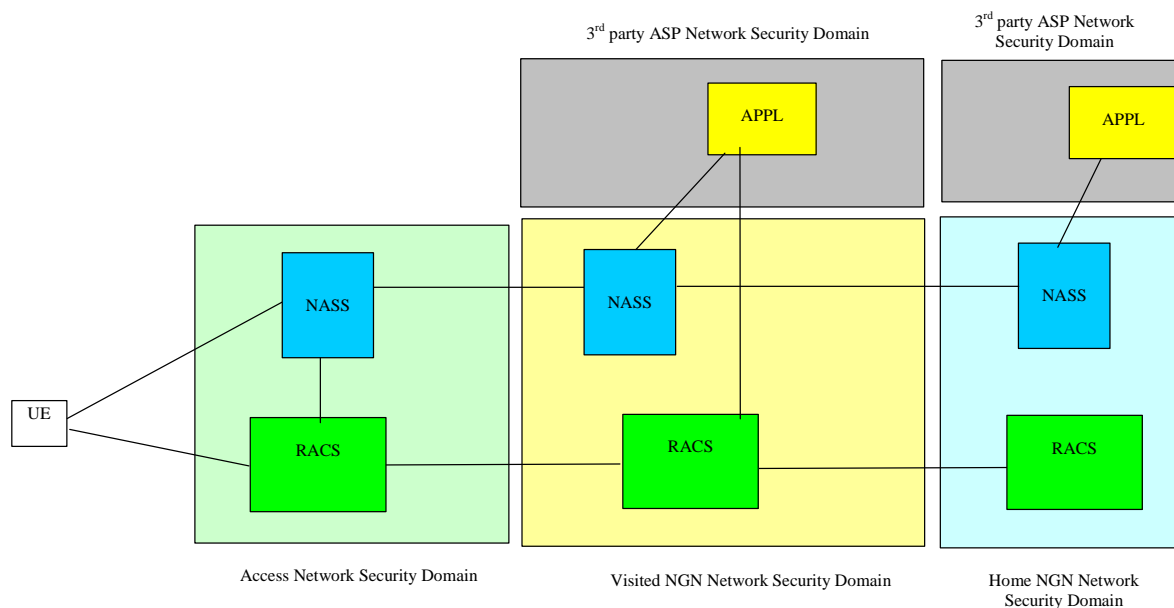 3rd party ASP Network Security Domain
3rd party ASP Network
Security Domain
APPL
APPL
NASS
NASS
NASS
UE
RACS
RACS
RACS
Access Network Security Domain
Visited NGN Network Security Domain
Home NGN Network
Security Domain